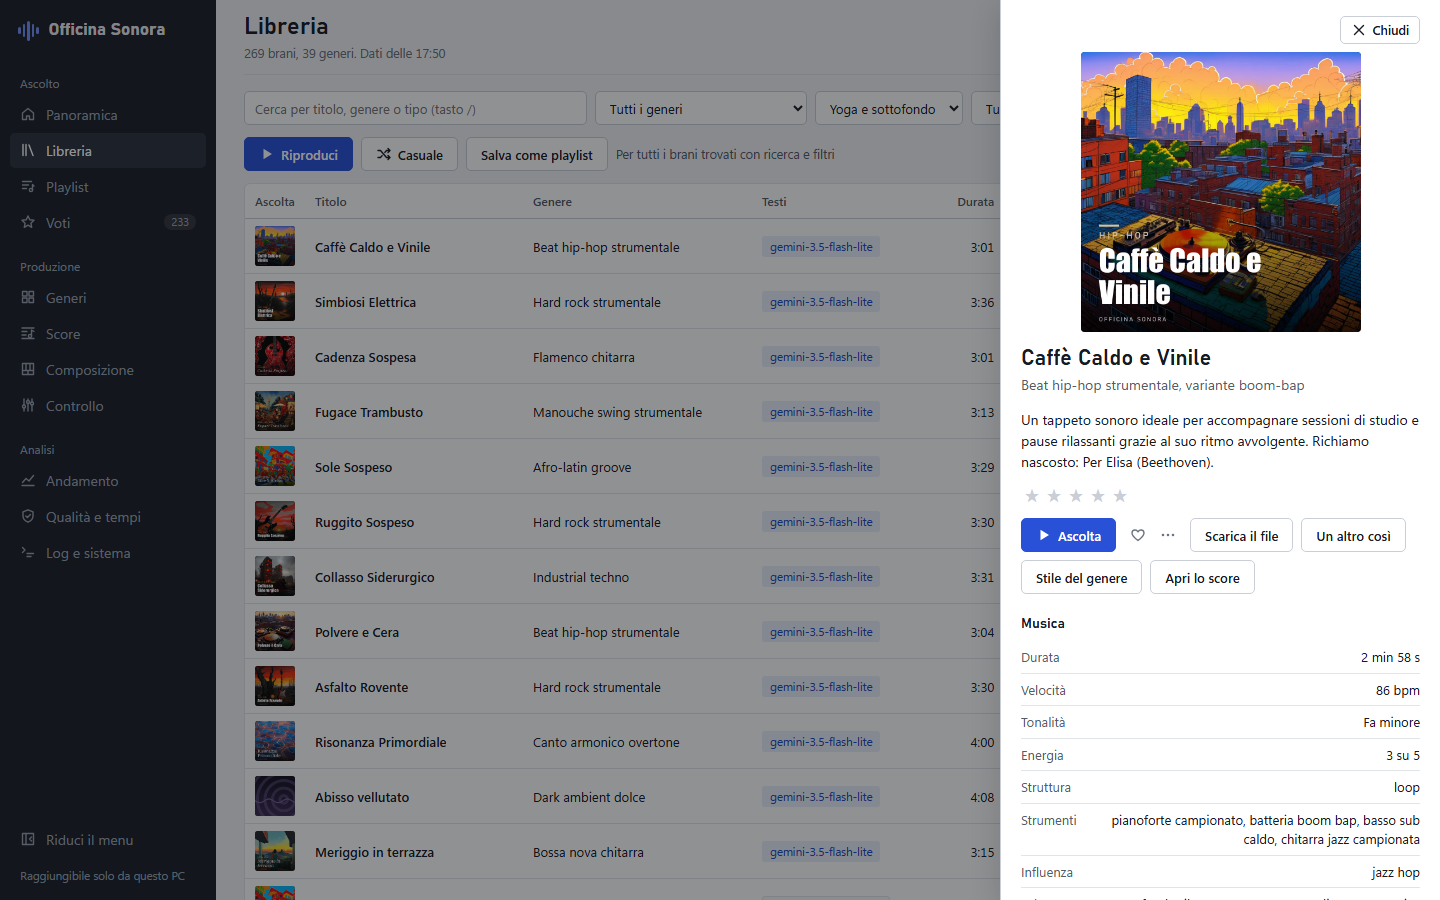 Officina Sonora
Ascolto
Panoramica
Libreria
Playlist
Voti 233
Produzione
Generi
Score
Composizione
Controllo
Analisi
Andamento
Qualità e tempi
Log e sistema
Riduci il menu
Raggiungibile solo da questo PC
Libreria
269 brani, 39 generi. Dati delle 17:50
Cerca per titolo, genere o tipo (tasto /) Tutti i generi Yoga e sottofondo Tu
Riproduci Casuale Salva come playlist Per tutti i brani trovati con ricerca e filtri
Ascolta Titolo Genere Testi Durata
Caffè Caldo e Vinile Beat hip-hop strumentale gemini-3.5-flash-lite 3:01
Simbiosi Elettrica Hard rock strumentale gemini-3.5-flash-lite 3:36
Cadenza Sospesa Flamenco chitarra gemini-3.5-flash-lite 3:01
Fugace Trambusto Manouche swing strumentale gemini-3.5-flash-lite 3:13
Sole Sospeso Afro-latin groove gemini-3.5-flash-lite 3:29
Ruggito Sospeso Hard rock strumentale gemini-3.5-flash-lite 3:30
Collasso Siderurgico Industrial techno gemini-3.5-flash-lite 3:31
Polvere e Cera Beat hip-hop strumentale gemini-3.5-flash-lite 3:04
Asfalto Rovente Hard rock strumentale gemini-3.5-flash-lite 3:30
Risonanza Primordiale Canto armonico overtone gemini-3.5-flash-lite 4:00
Abisso vellutato Dark ambient dolce gemini-3.5-flash-lite 4:08
Meriggio in terrazza Bossa nova chitarra gemini-3.5-flash-lite 3:15
Chiudi
HIP-HOP
Caffè Caldo e
Vinile
OFFICINA SONORA
Caffè Caldo e Vinile
Beat hip-hop strumentale, variante boom-bap
Un tappeto sonoro ideale per accompagnare sessioni di studio e
pause rilassanti grazie al suo ritmo avvolgente. Richiamo
nascosto: Per Elisa (Beethoven).
Ascolta Scarica il file Un altro così
Stile del genere Apri lo score
Musica
Durata 2 min 58 s
Velocità 86 bpm
Tonalità Fa minore
Energia 3 su 5
Struttura loop
Strumenti pianoforte campionato, batteria boom bap, basso sub
caldo, chitarra jazz campionata
Influenza jazz hop